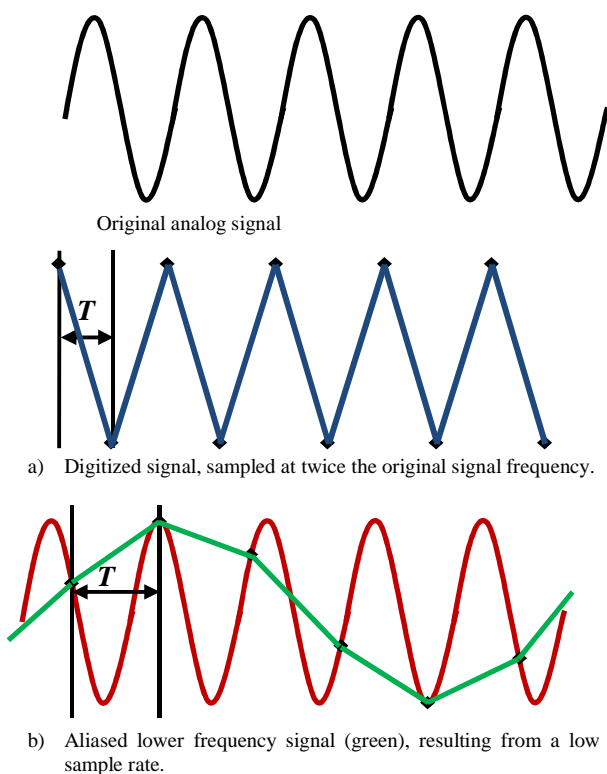 Original analog signal
T
a) Digitized signal, sampled at twice the original signal frequency.
T
b) Aliased lower frequency signal (green), resulting from a low
sample rate.